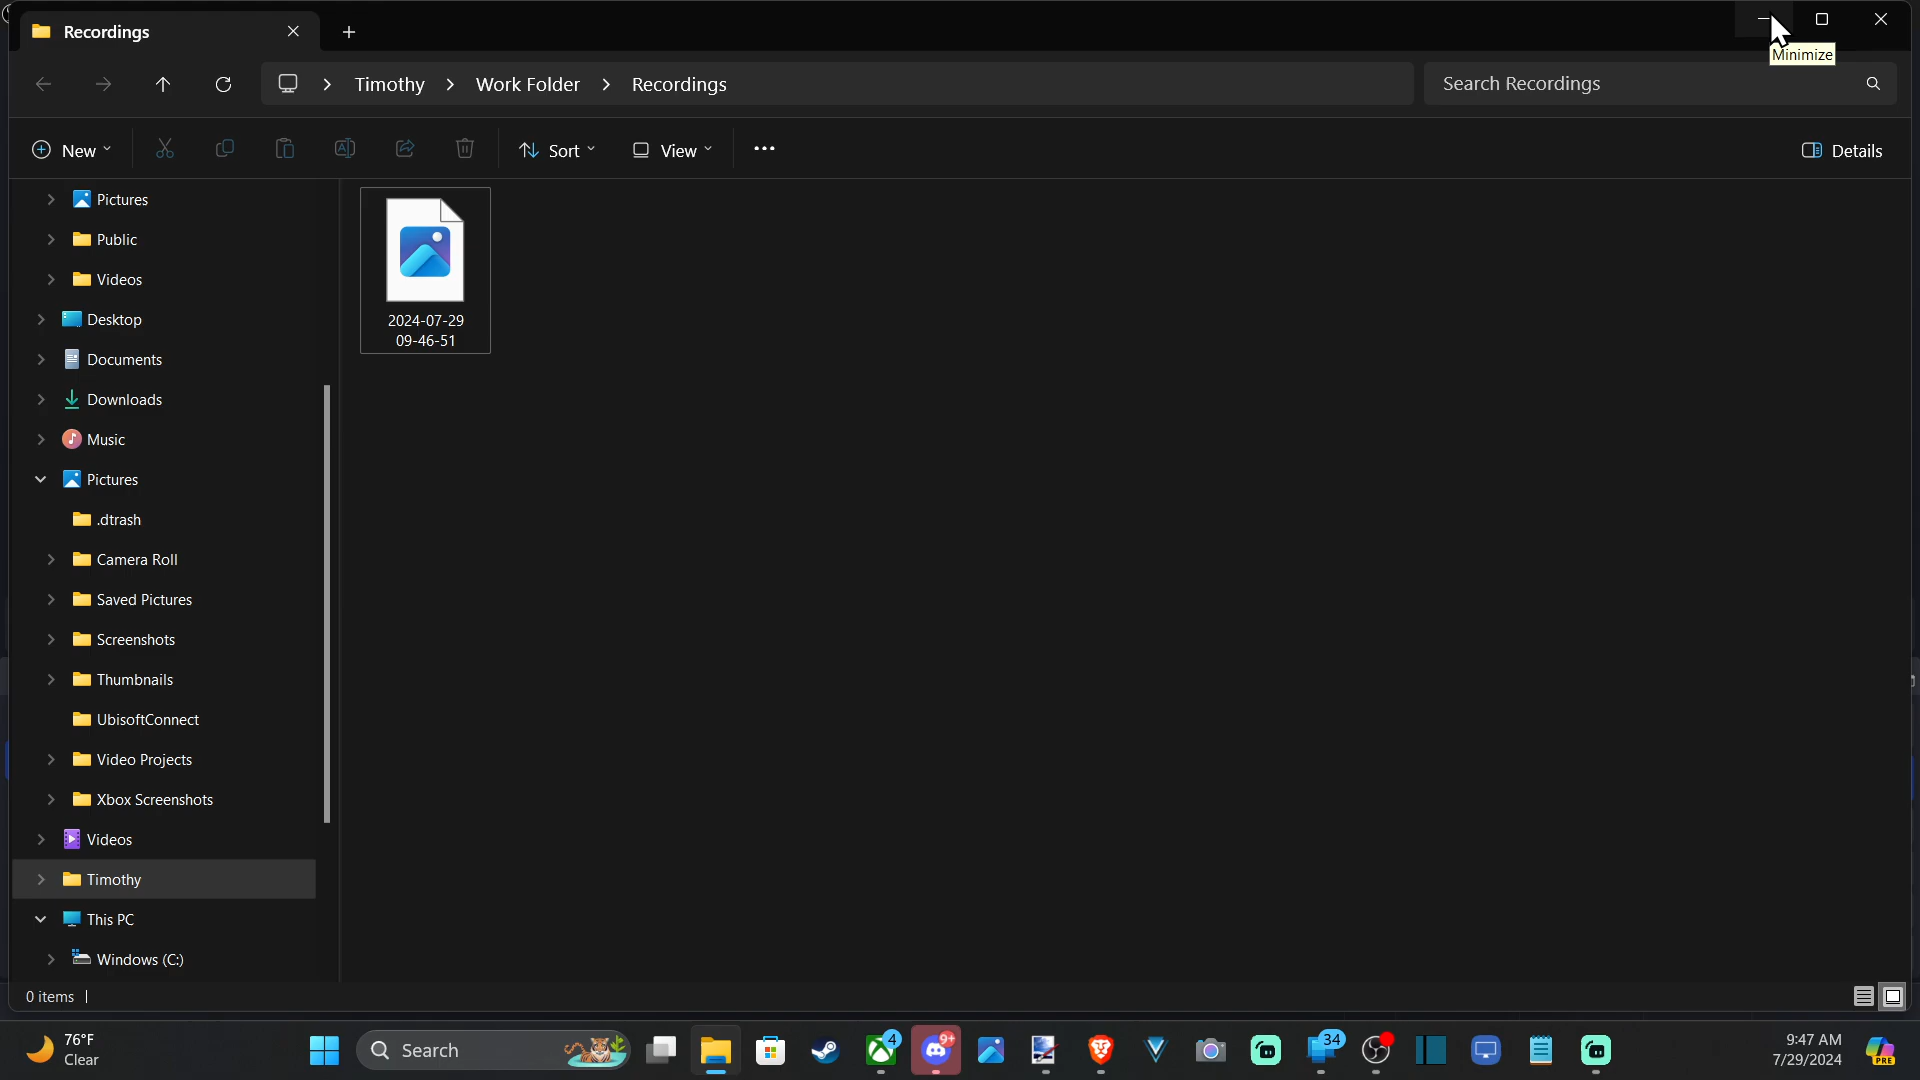 Recordings
Minimize
Timothy Work Folder Recordings
Search Recordings
New
Sort
View
Details
Pictures
Public
Videos
Desktop
Documents
Downloads
Music
Pictures
.dtrash
Camera Roll
Saved Pictures
Screenshots
Thumbnails
UbisoftConnect
Video Projects
Xbox Screenshots
Videos
Timothy
This PC
Windows (C:)
2024-07-29
09-46-51
0 items
76°F
Clear
Search
4
9+
34
9:47 AM
7/29/2024
PRE